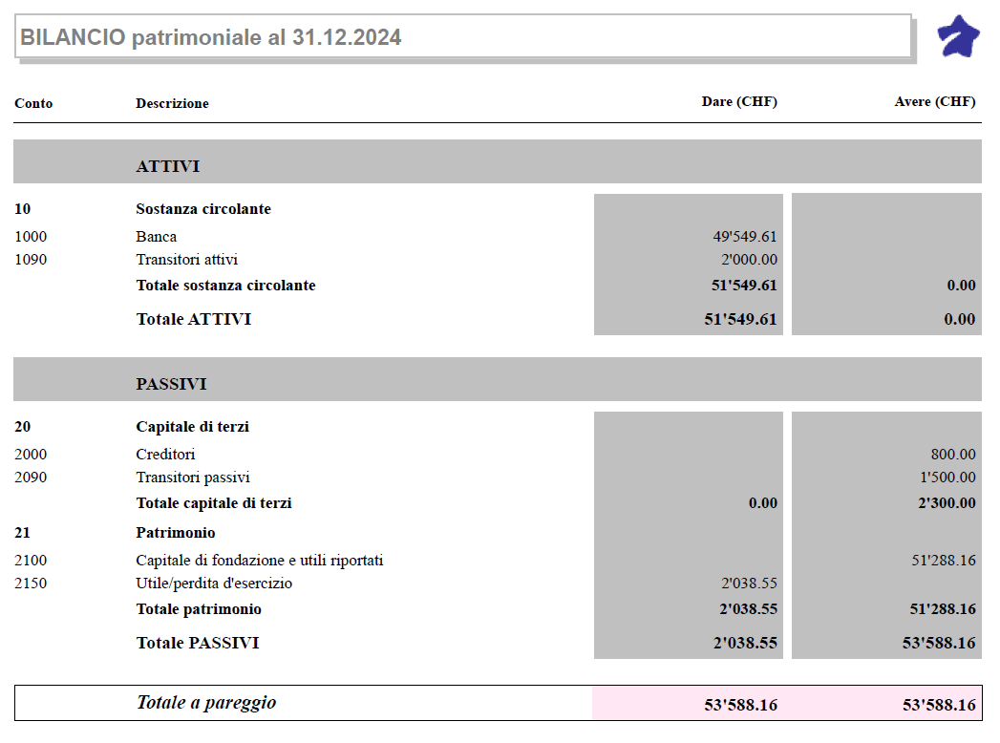 BILANCIO patrimoniale al 31.12.2024
Conto Descrizione Dare (CHF) Avere (CHF)
ATTIVI
10 Sostanza circolante
1000 Banca 49'549.61
1090 Transitori attivi 2'000.00
Totale sostanza circolante 51'549.61 0.00
Totale ATTIVI 51'549.61 0.00
PASSIVI
20 Capitale di terzi
2000 Creditori 800.00
2090 Transitori passivi 1'500.00
Totale capitale di terzi 0.00 2'300.00
21 Patrimonio
2100 Capitale di fondazione e utili riportati 51'288.16
2150 Utile/perdita d'esercizio 2'038.55
Totale patrimonio 2'038.55 51'288.16
Totale PASSIVI 2'038.55 53'588.16
Totale a pareggio 53'588.16 53'588.16